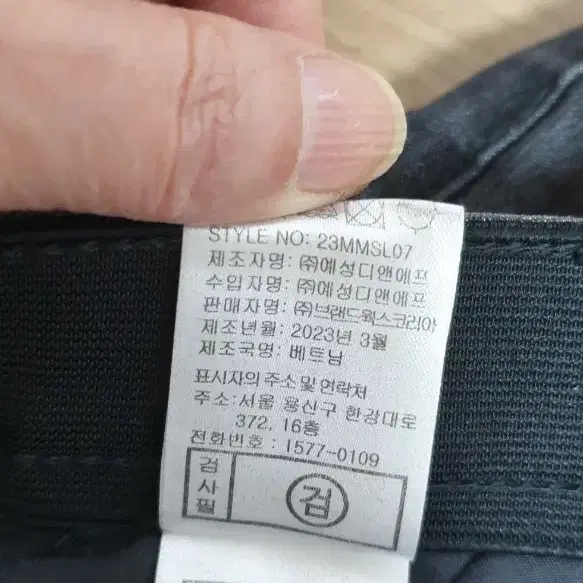 STYLE NO: 23MMSL07
제조자명: ㈜예성디앤에프
수입자명: ㈜예성디앤에프
판매자명: ㈜브랜드웍스코리아
제조년월: 2023년 3월
제조국명: 베트남
표시자의 주소 및 연락처
주소:서울 용산구 한강대로
372. 16층
전화번호 : 1577-0109
검사필
검